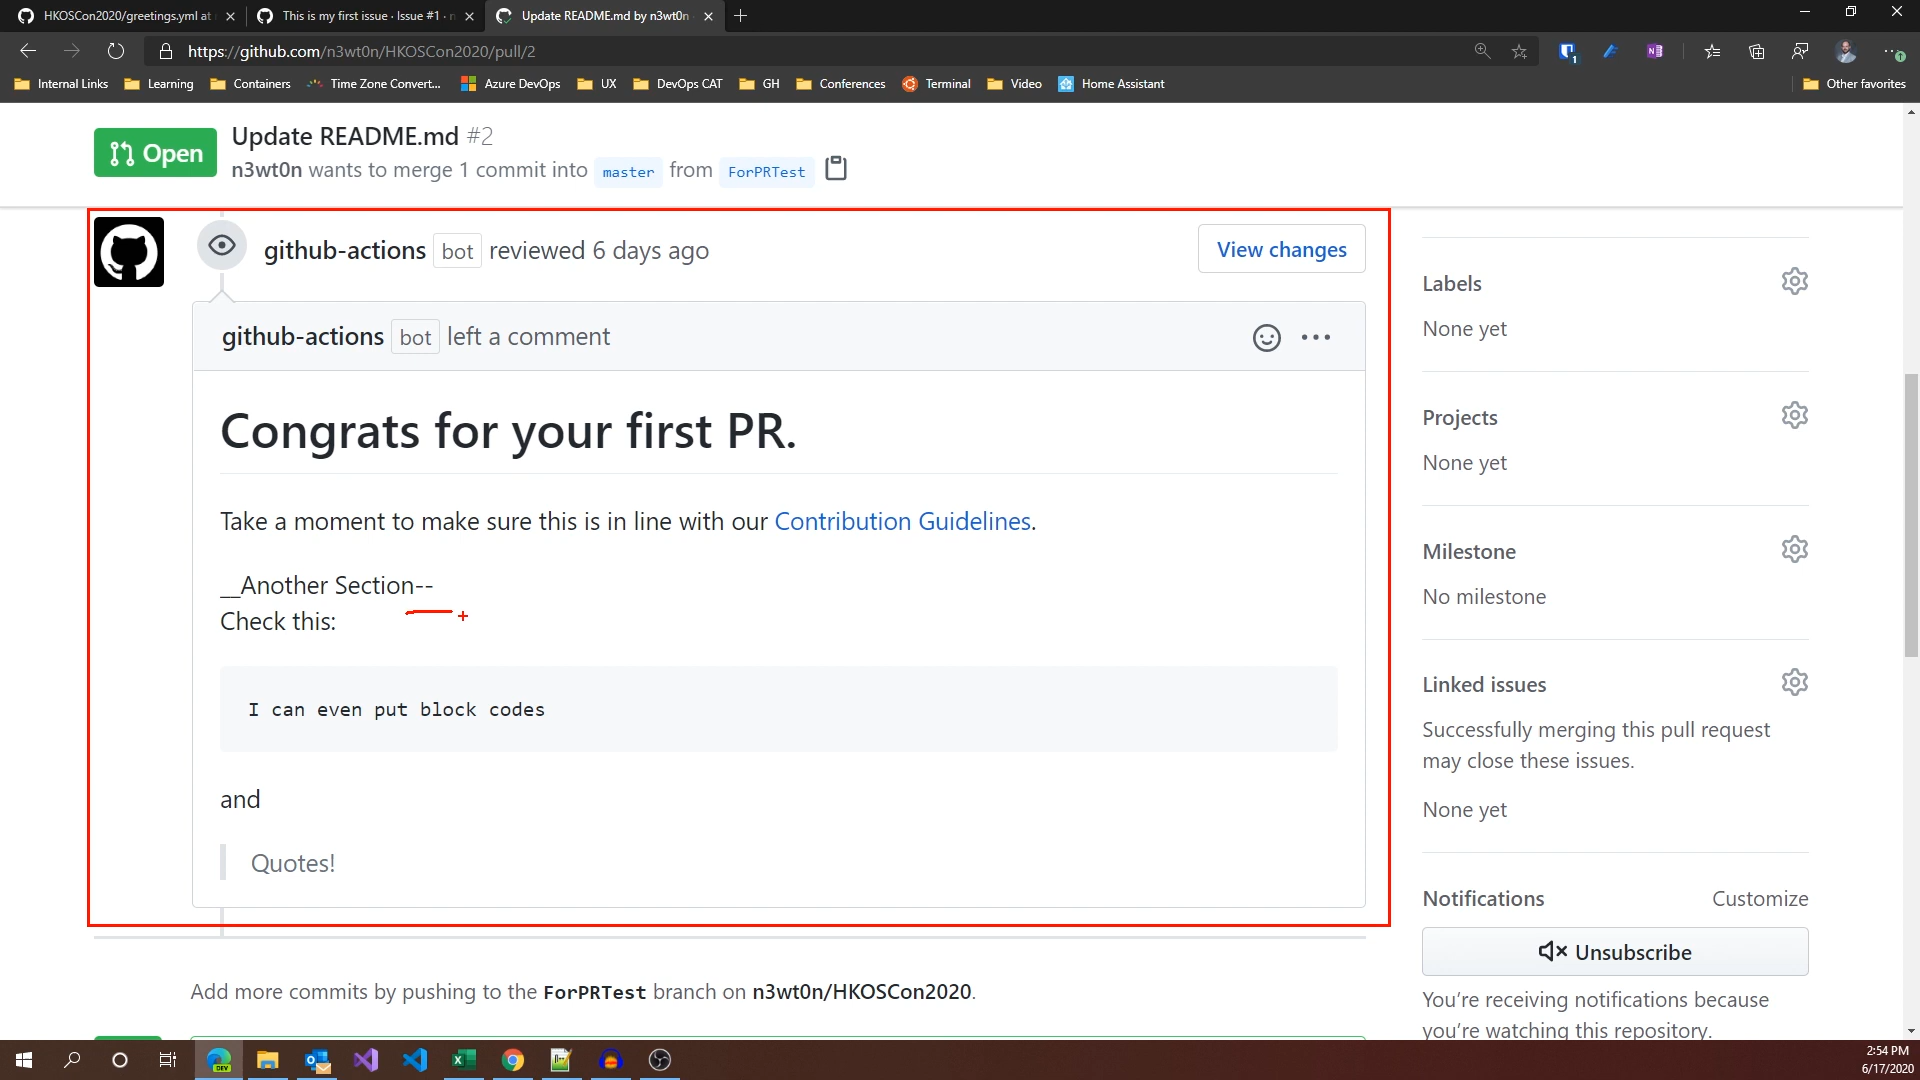 HKOSCon2020/greetings.yml at
This is my first issue · Issue #1 · n
Update README.md by n3wt0n
https://github.com/n3wt0n/HKOSCon2020/pull/2
1
Internal Links
Learning
Containers
Time Zone Convert...
Azure DevOps
UX
DevOps CAT
GH
Conferences
Terminal
Video
Home Assistant
Other favorites
Open
Update README.md #2
n3wt0n wants to merge 1 commit into master from ForPRTest
github-actions bot reviewed 6 days ago
View changes
github-actions bot left a comment
Congrats for your first PR.
Take a moment to make sure this is in line with our Contribution Guidelines.
__Another Section--
Check this:
I can even put block codes
and
Quotes!
Add more commits by pushing to the ForPRTest branch on n3wt0n/HKOSCon2020.
Labels
None yet
Projects
None yet
Milestone
No milestone
Linked issues
Successfully merging this pull request
may close these issues.
None yet
Notifications
Customize
Unsubscribe
You’re receiving notifications because
you’re watching this repository.
DEV
2:54 PM
6/17/2020